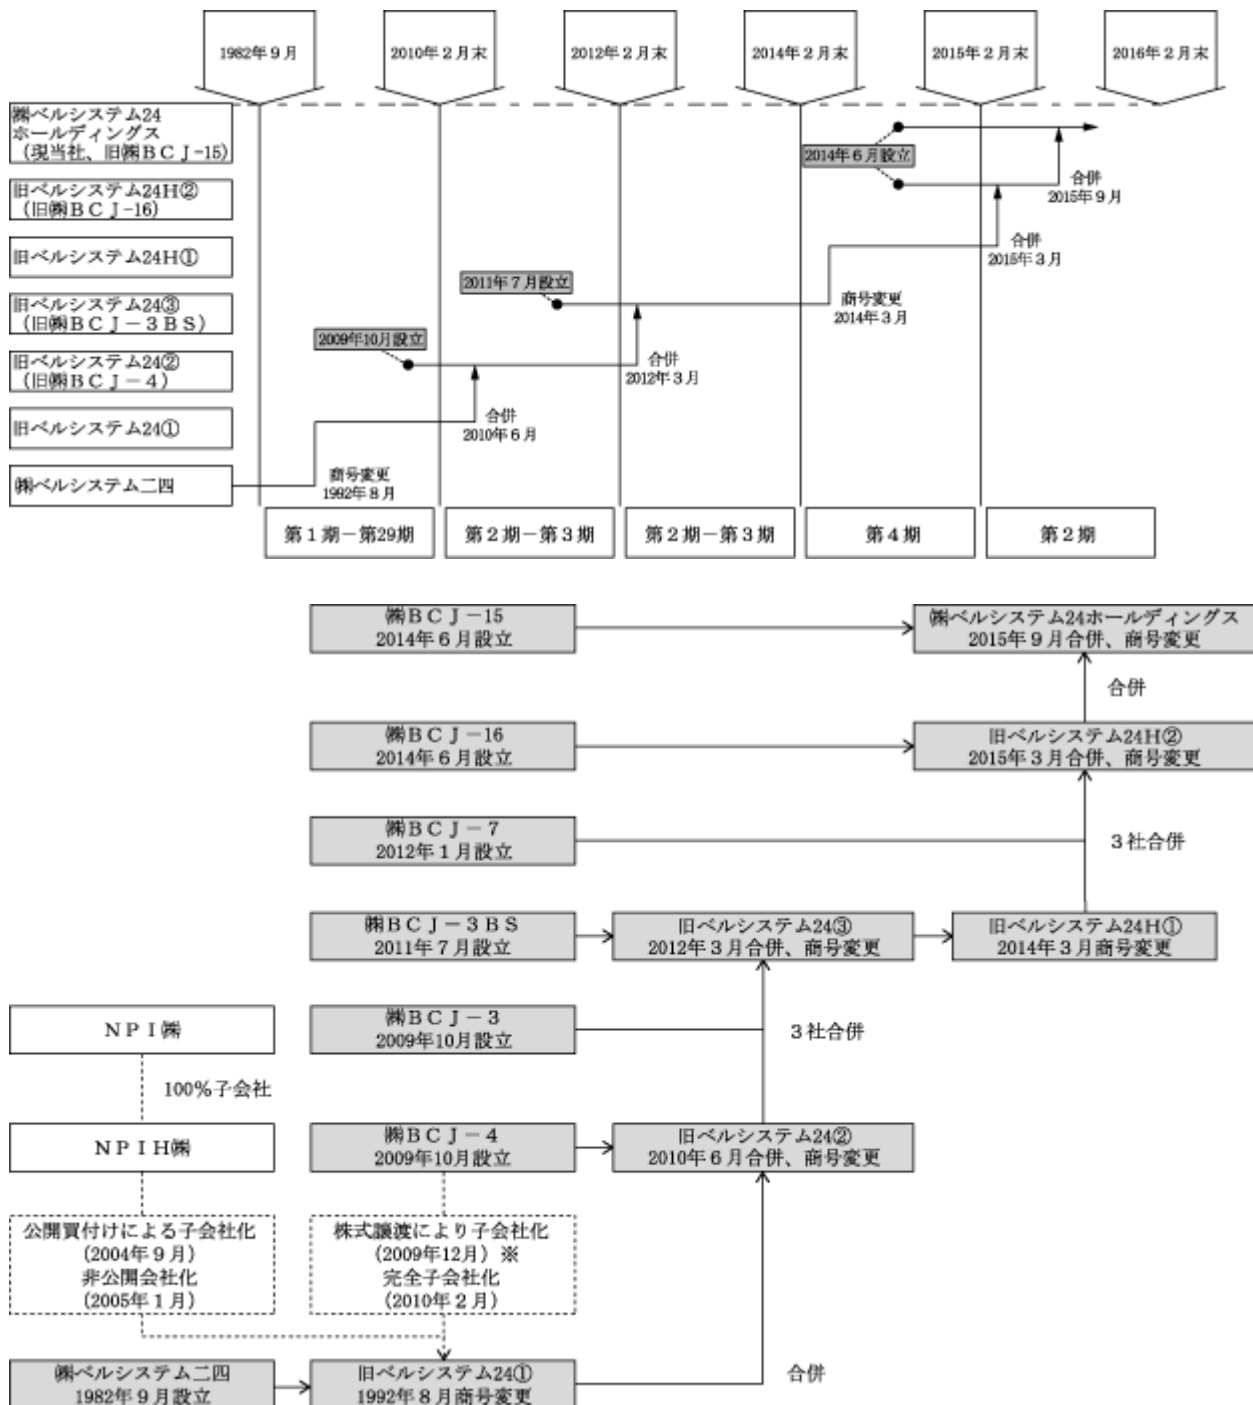 1982年9月
2010年2月末
2012年2月末
2014年2月末
2015年2月末
2016年2月末
㈱ベルシステム24
ホールディングス
(現当社、旧㈱BCJ-15)
旧ベルシステム24H②
(旧㈱BCJ-16)
旧ベルシステム24H①
旧ベルシステム24③
(旧㈱BCJ-3BS)
旧ベルシステム24②
(旧㈱BCJ-4)
旧ベルシステム24①
㈱ベルシステム二四
2014年6月設立
合併
2015年9月
合併
2015年3月
2011年7月設立
商号変更
2014年3月
2009年10月設立
合併
2012年3月
合併
2010年6月
商号変更
1992年8月
第1期-第29期
第2期-第3期
第2期-第3期
第4期
第2期
㈱BCJ-15
2014年6月設立
㈱ベルシステム24ホールディングス
2015年9月合併、商号変更
合併
㈱BCJ-16
2014年6月設立
旧ベルシステム24H②
2015年3月合併、商号変更
㈱BCJ-7
2012年1月設立
3社合併
㈱BCJ-3BS
2011年7月設立
旧ベルシステム24③
2012年3月合併、商号変更
旧ベルシステム24H①
2014年3月商号変更
NPI㈱
㈱BCJ-3
2009年10月設立
3社合併
100%子会社
NPIH㈱
㈱BCJ-4
2009年10月設立
旧ベルシステム24②
2010年6月合併、商号変更
公開買付けによる子会社化
(2004年9月)
非公開会社化
(2005年1月)
株式譲渡により子会社化
(2009年12月)※
完全子会社化
(2010年2月)
㈱ベルシステム二四
1982年9月設立
旧ベルシステム24①
1992年8月商号変更
合併